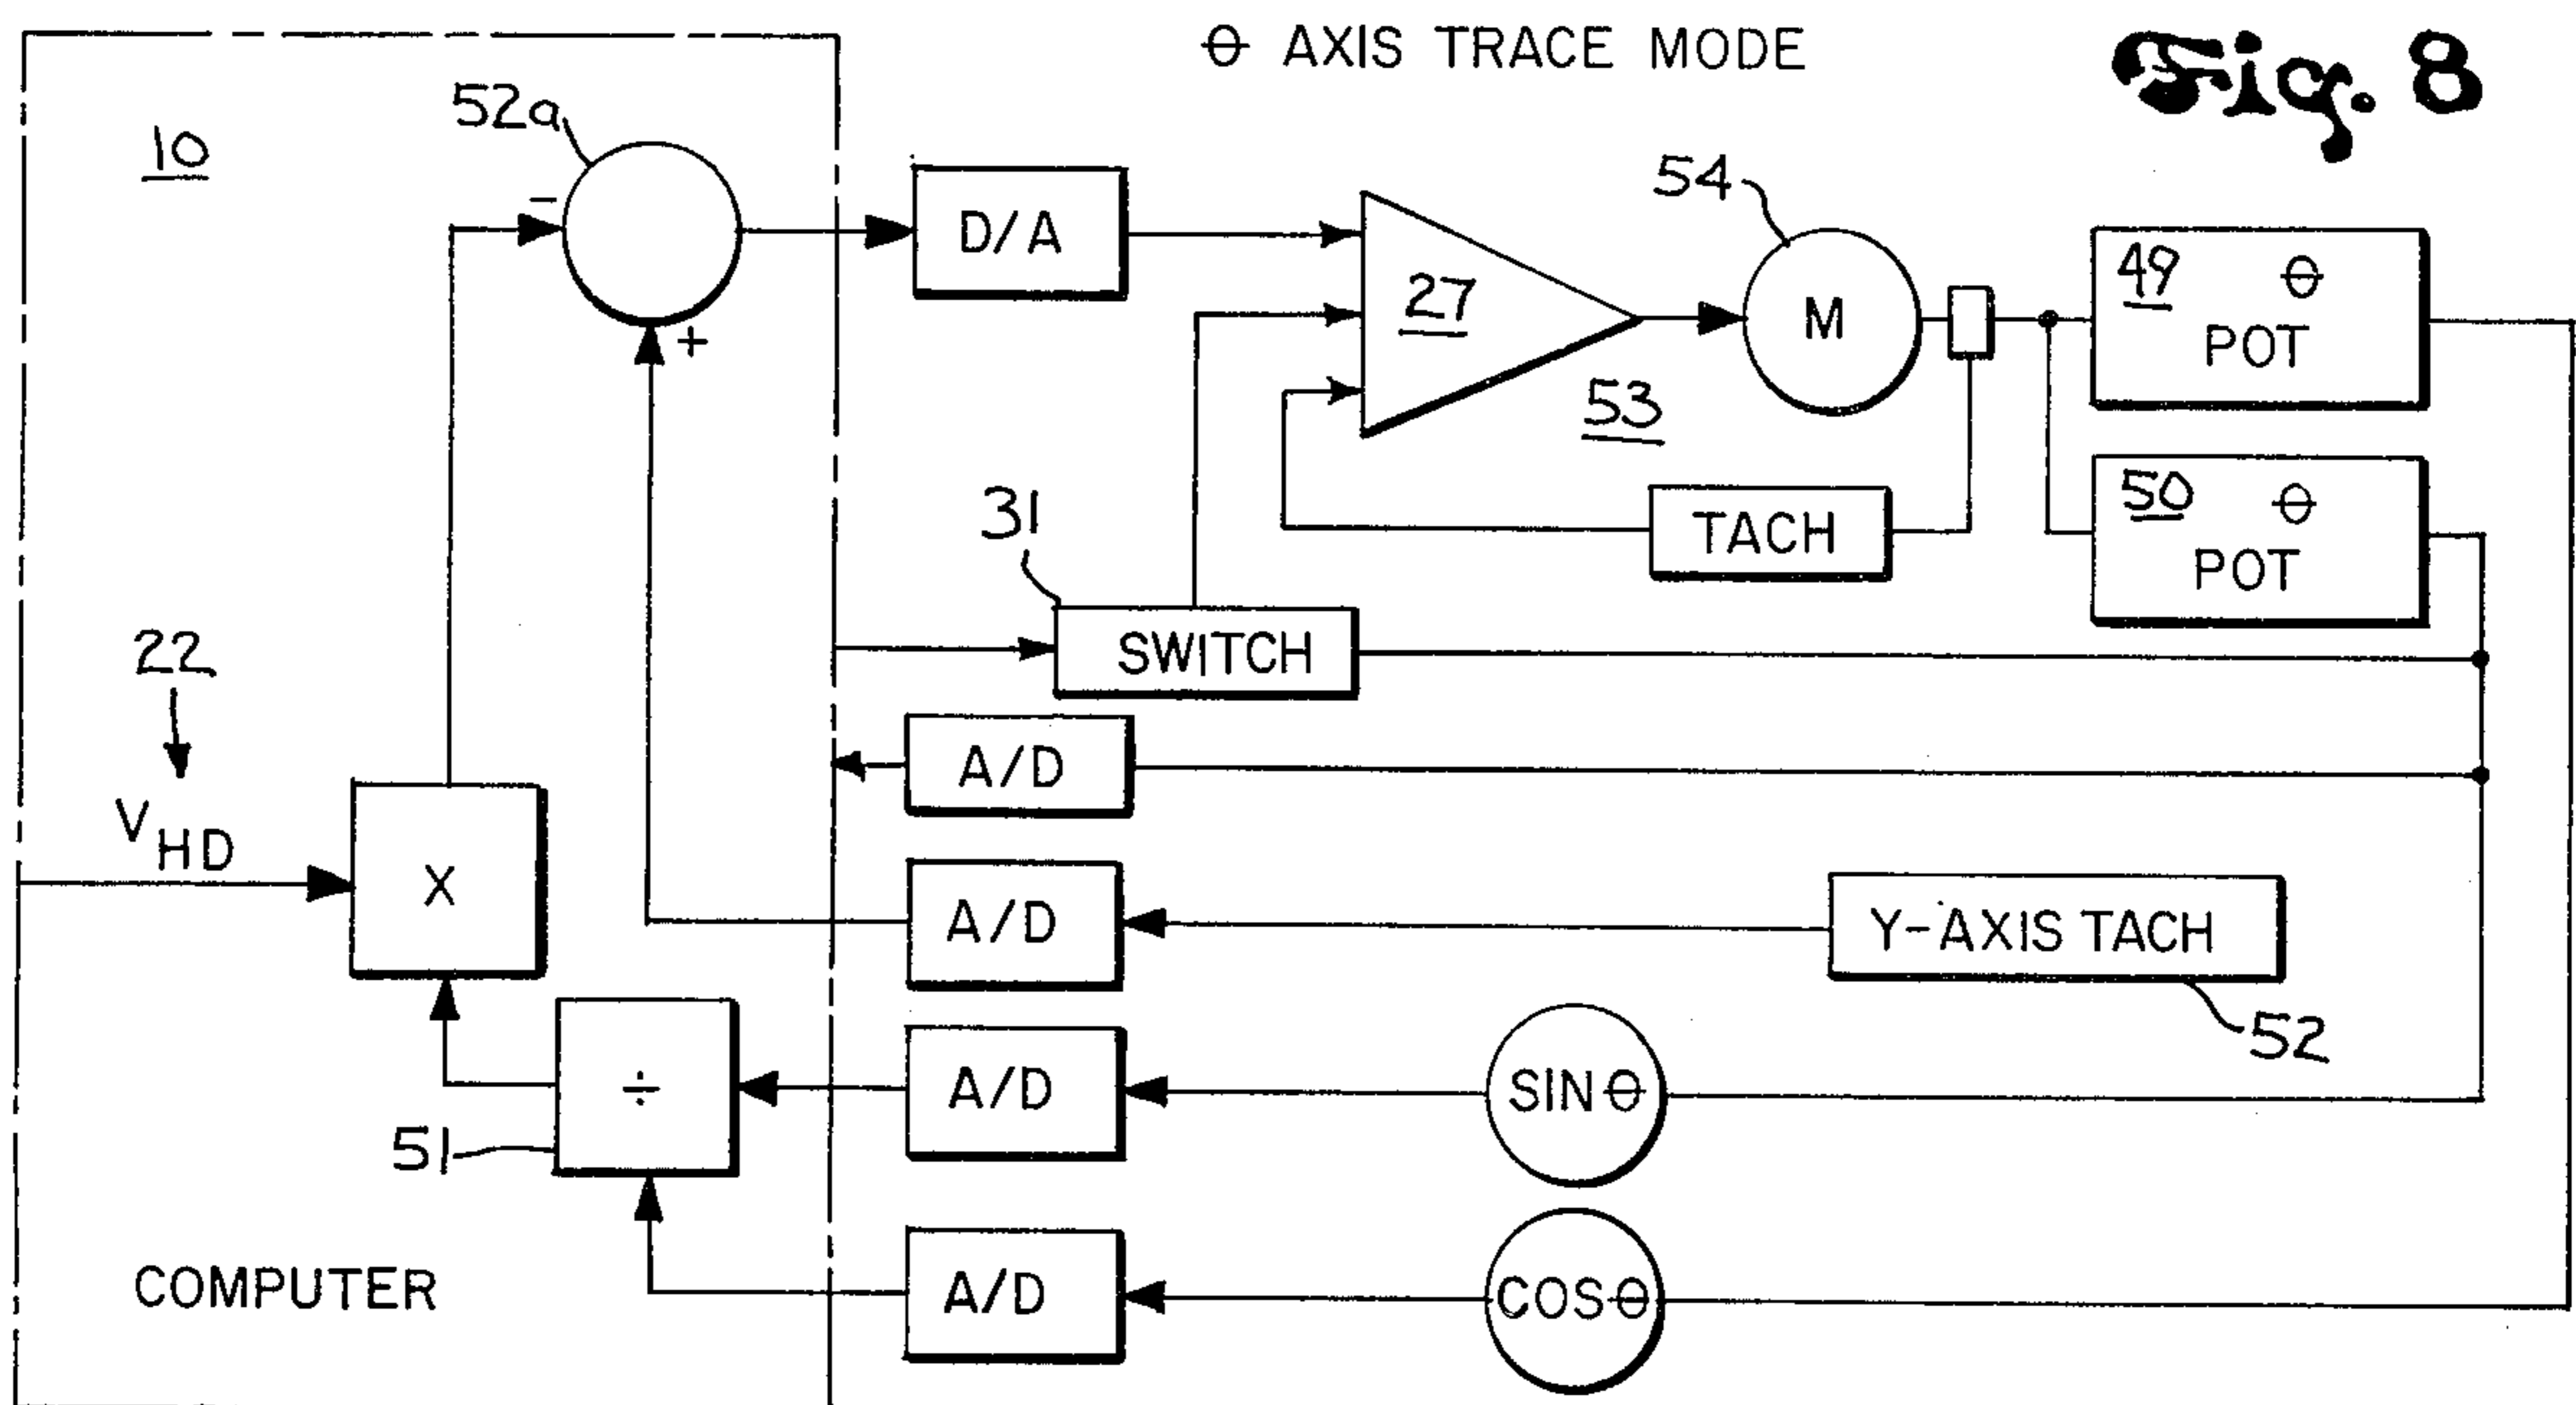 θ AXIS TRACE MODE
Fig. 8
10
52a
-
+
D/A
27
53
54
M
49 θ
POT
50 θ
POT
TACH
31
SWITCH
22
V HD
X
A/D
A/D
Y-AXIS TACH
52
÷
51
A/D
SIN θ
A/D
COS θ
COMPUTER